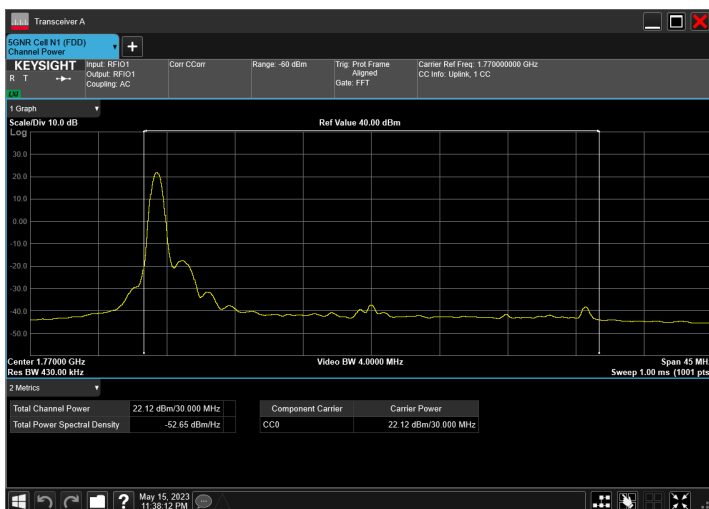 Transceiver A
5GNR Cell N1 (FDD)
Channel Power
KEYSIGHT
R T
LXI
Input: RFIO1
Output: RFIO1
Coupling: AC
Corr CCorr
Range: -60 dBm
Trig: Prot Frame
Aligned
Gate: FFT
Carrier Ref Freq: 1.770000000 GHz
CC Info: Uplink, 1 CC
1 Graph
Scale/Div 10.0 dB
Ref Value 40.00 dBm
Log
30.0
20.0
10.0
0.00
-10.0
-20.0
-30.0
-40.0
-50.0
Center 1.77000 GHz
Video BW 4.0000 MHz
Span 45 MH
Res BW 430.00 kHz
Sweep 1.00 ms (1001 pts
2 Metrics
Total Channel Power 22.12 dBm/30.000 MHz
Total Power Spectral Density -52.65 dBm/Hz
Component Carrier Carrier Power
CC0 22.12 dBm/30.000 MHz
?
May 15, 2023
11:38:12 PM